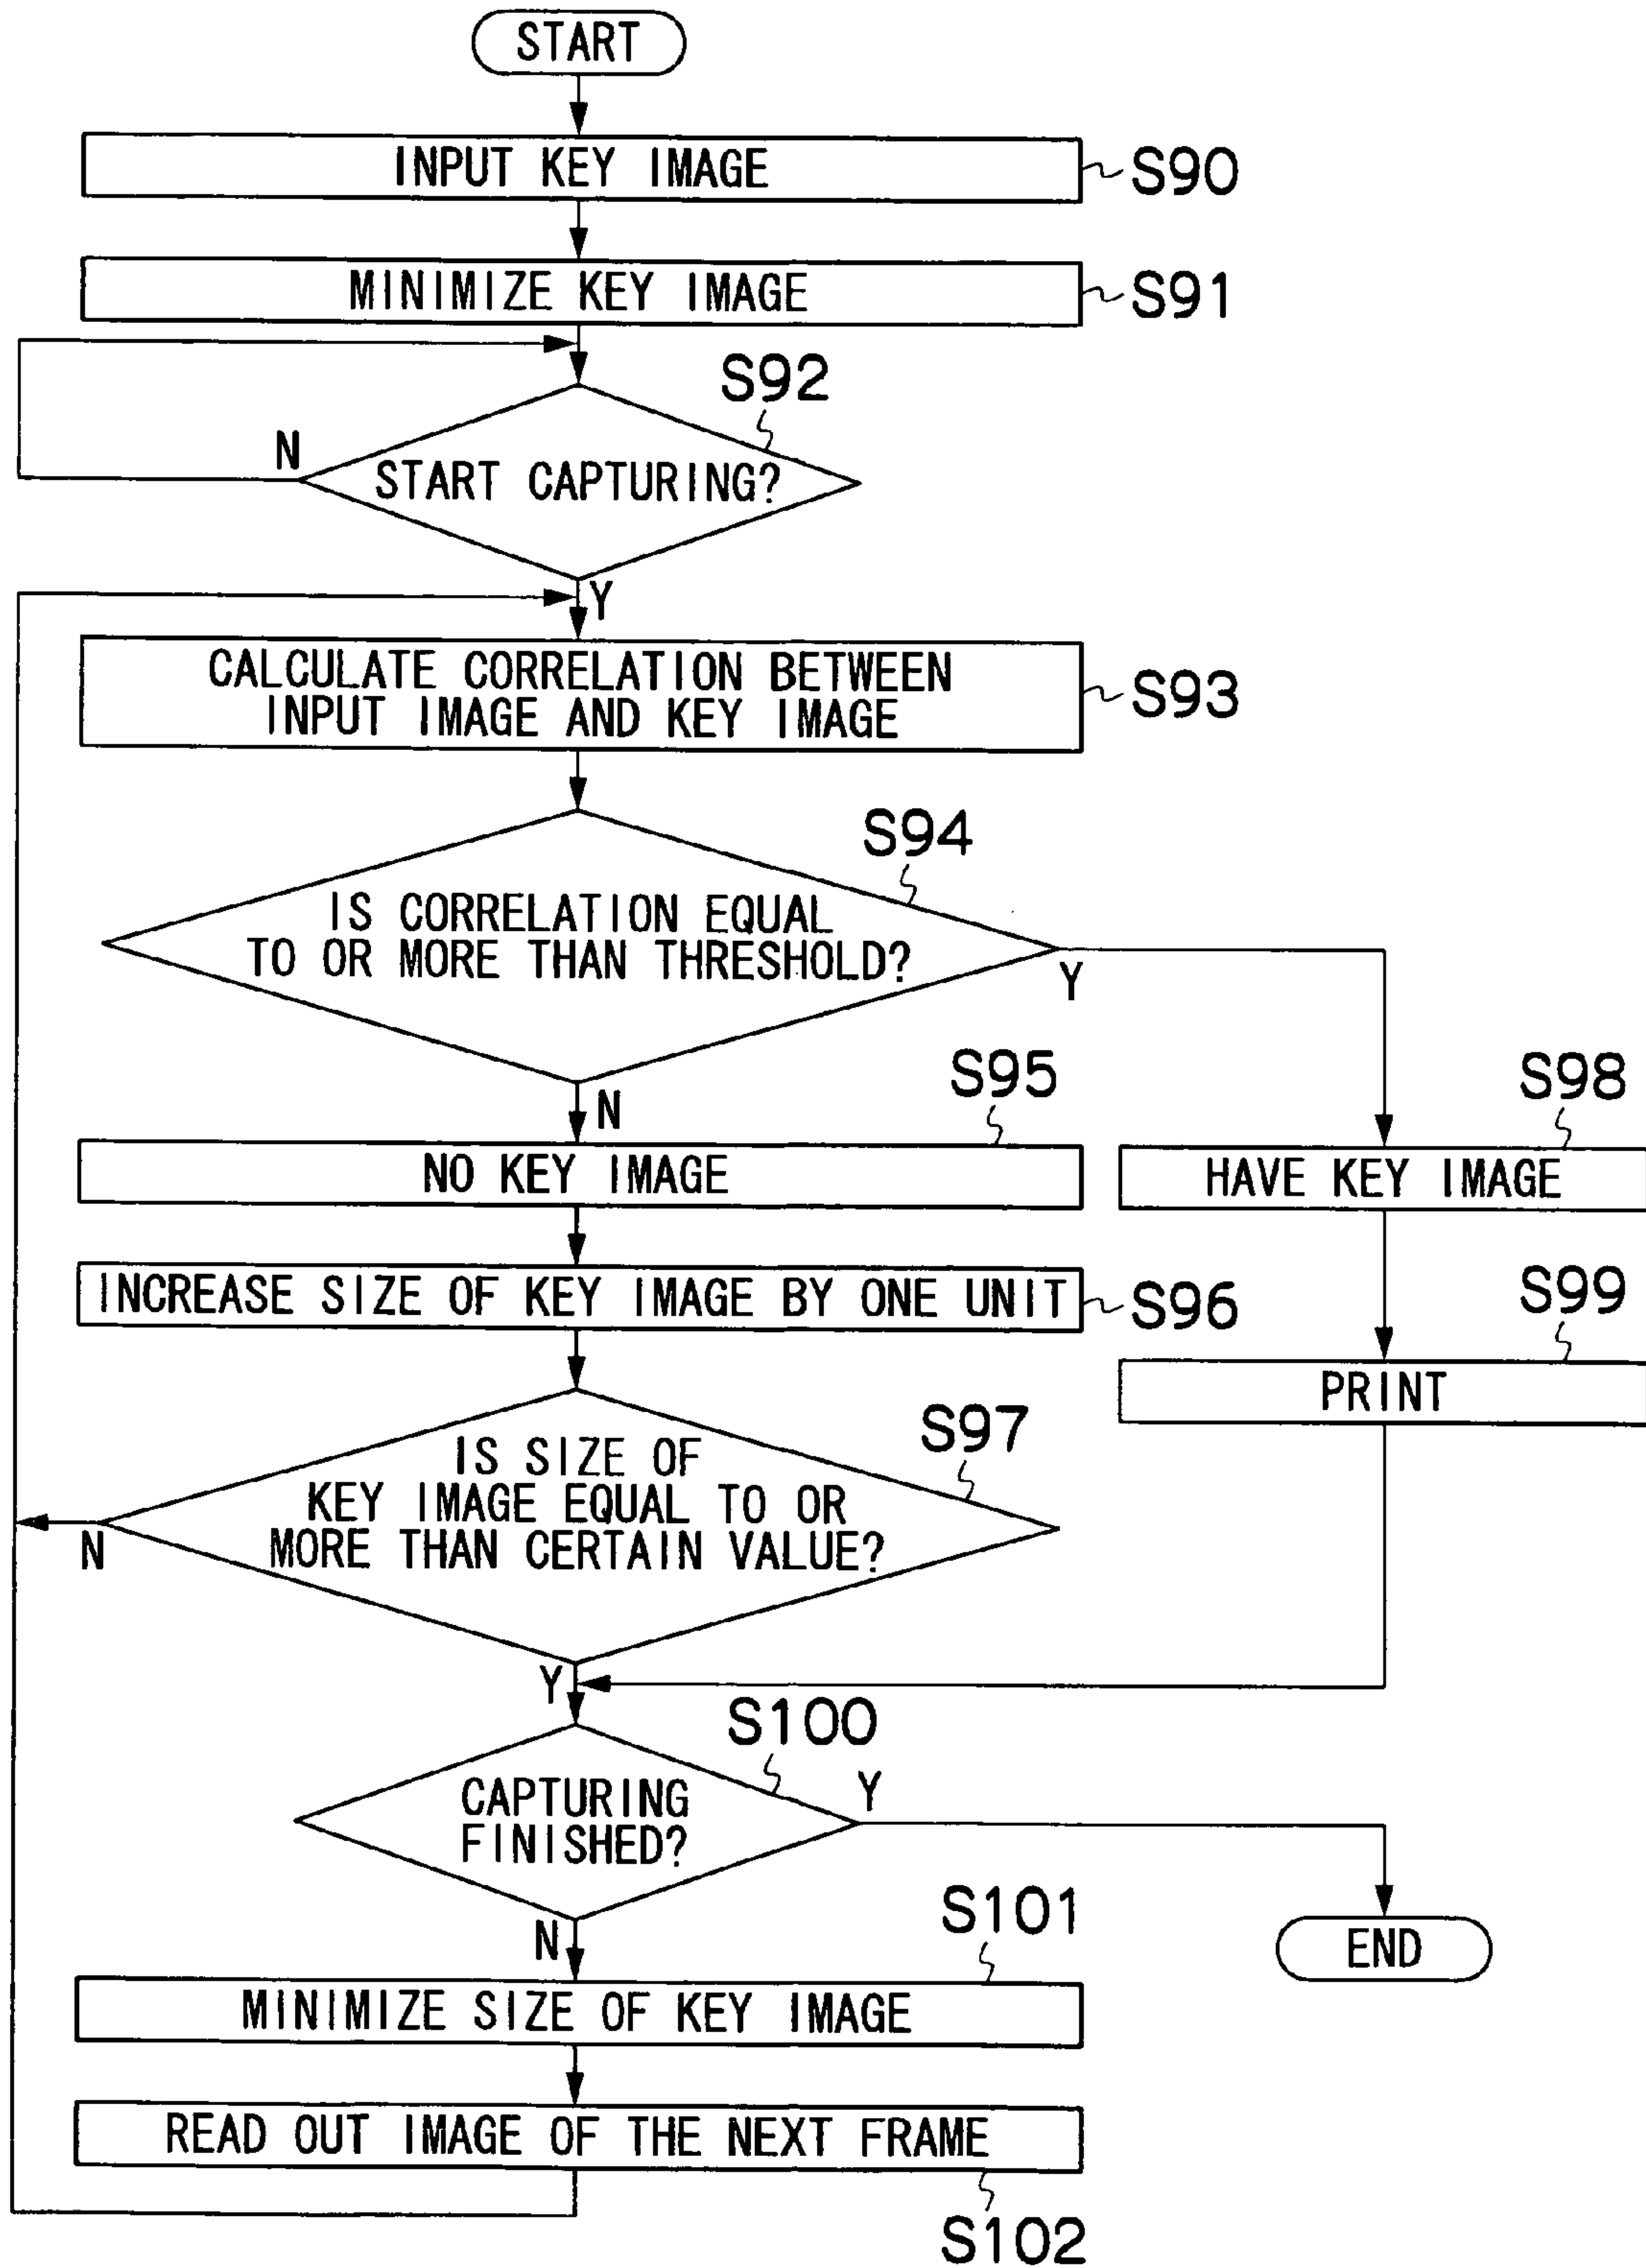 START
INPUT KEY IMAGE
S90
MINIMIZE KEY IMAGE
S91
S92
N
START CAPTURING?
Y
CALCULATE CORRELATION BETWEEN
INPUT IMAGE AND KEY IMAGE
S93
S94
IS CORRELATION EQUAL
TO OR MORE THAN THRESHOLD?
Y
N
S95
NO KEY IMAGE
S98
HAVE KEY IMAGE
INCREASE SIZE OF KEY IMAGE BY ONE UNIT
S96
S99
PRINT
S97
IS SIZE OF
KEY IMAGE EQUAL TO OR
MORE THAN CERTAIN VALUE?
N
Y
S100
CAPTURING
FINISHED?
Y
N
END
S101
MINIMIZE SIZE OF KEY IMAGE
READ OUT IMAGE OF THE NEXT FRAME
S102